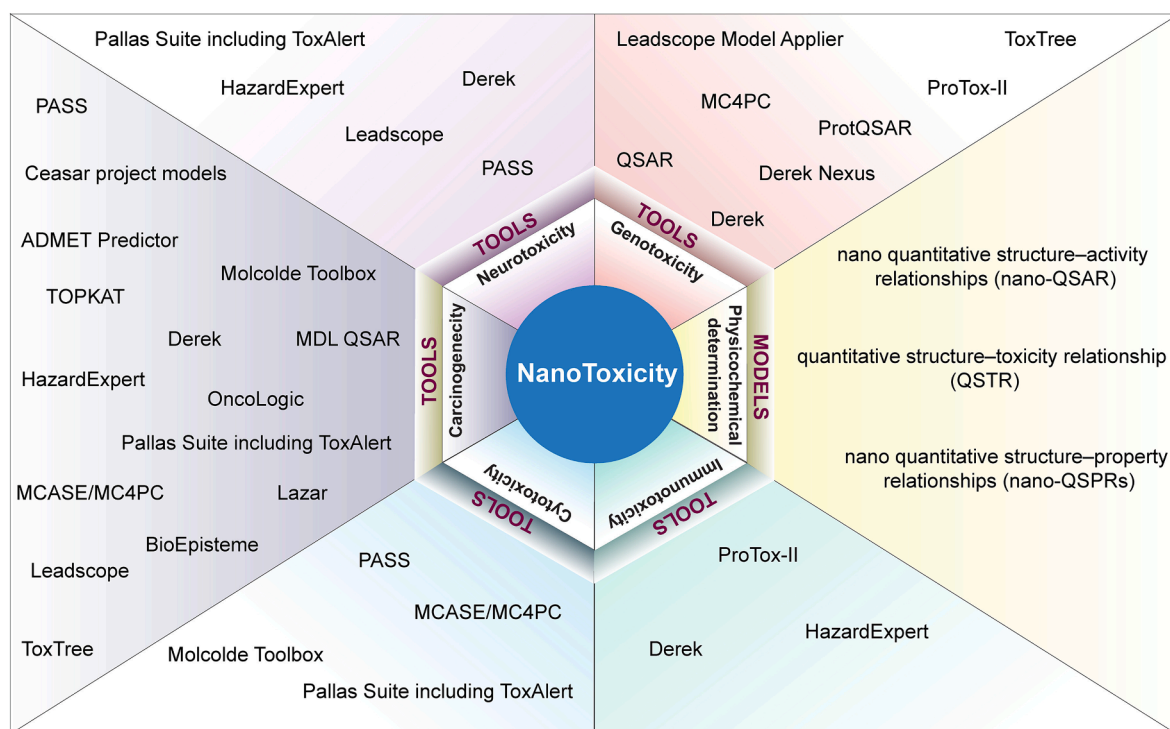 Pallas Suite including ToxAlert
HazardExpert
Derek
Leadscope
PASS
TOOLS
Neurotoxicity
Leadscope Model Applier
ToxTree
ProTox-II
MC4PC
ProtQSAR
QSAR
Derek Nexus
Derek
TOOLS
Genotoxicity
PASS
Ceasar project models
ADMET Predictor
Molcolde Toolbox
TOPKAT
Derek
MDL QSAR
HazardExpert
OncoLogic
Pallas Suite including ToxAlert
MCASE/MC4PC
Lazar
BioEpisteme
Leadscope
ToxTree
TOOLS
Carcinogenecity
NanoToxicity
Physicochemical
determination
MODELS
nano quantitative structure–activity
relationships (nano-QSAR)
quantitative structure–toxicity relationship
(QSTR)
nano quantitative structure–property
relationships (nano-QSPRs)
Cytotoxicity
TOOLS
PASS
MCASE/MC4PC
Molcolde Toolbox
Pallas Suite including ToxAlert
Immunotoxicity
TOOLS
ProTox-II
HazardExpert
Derek